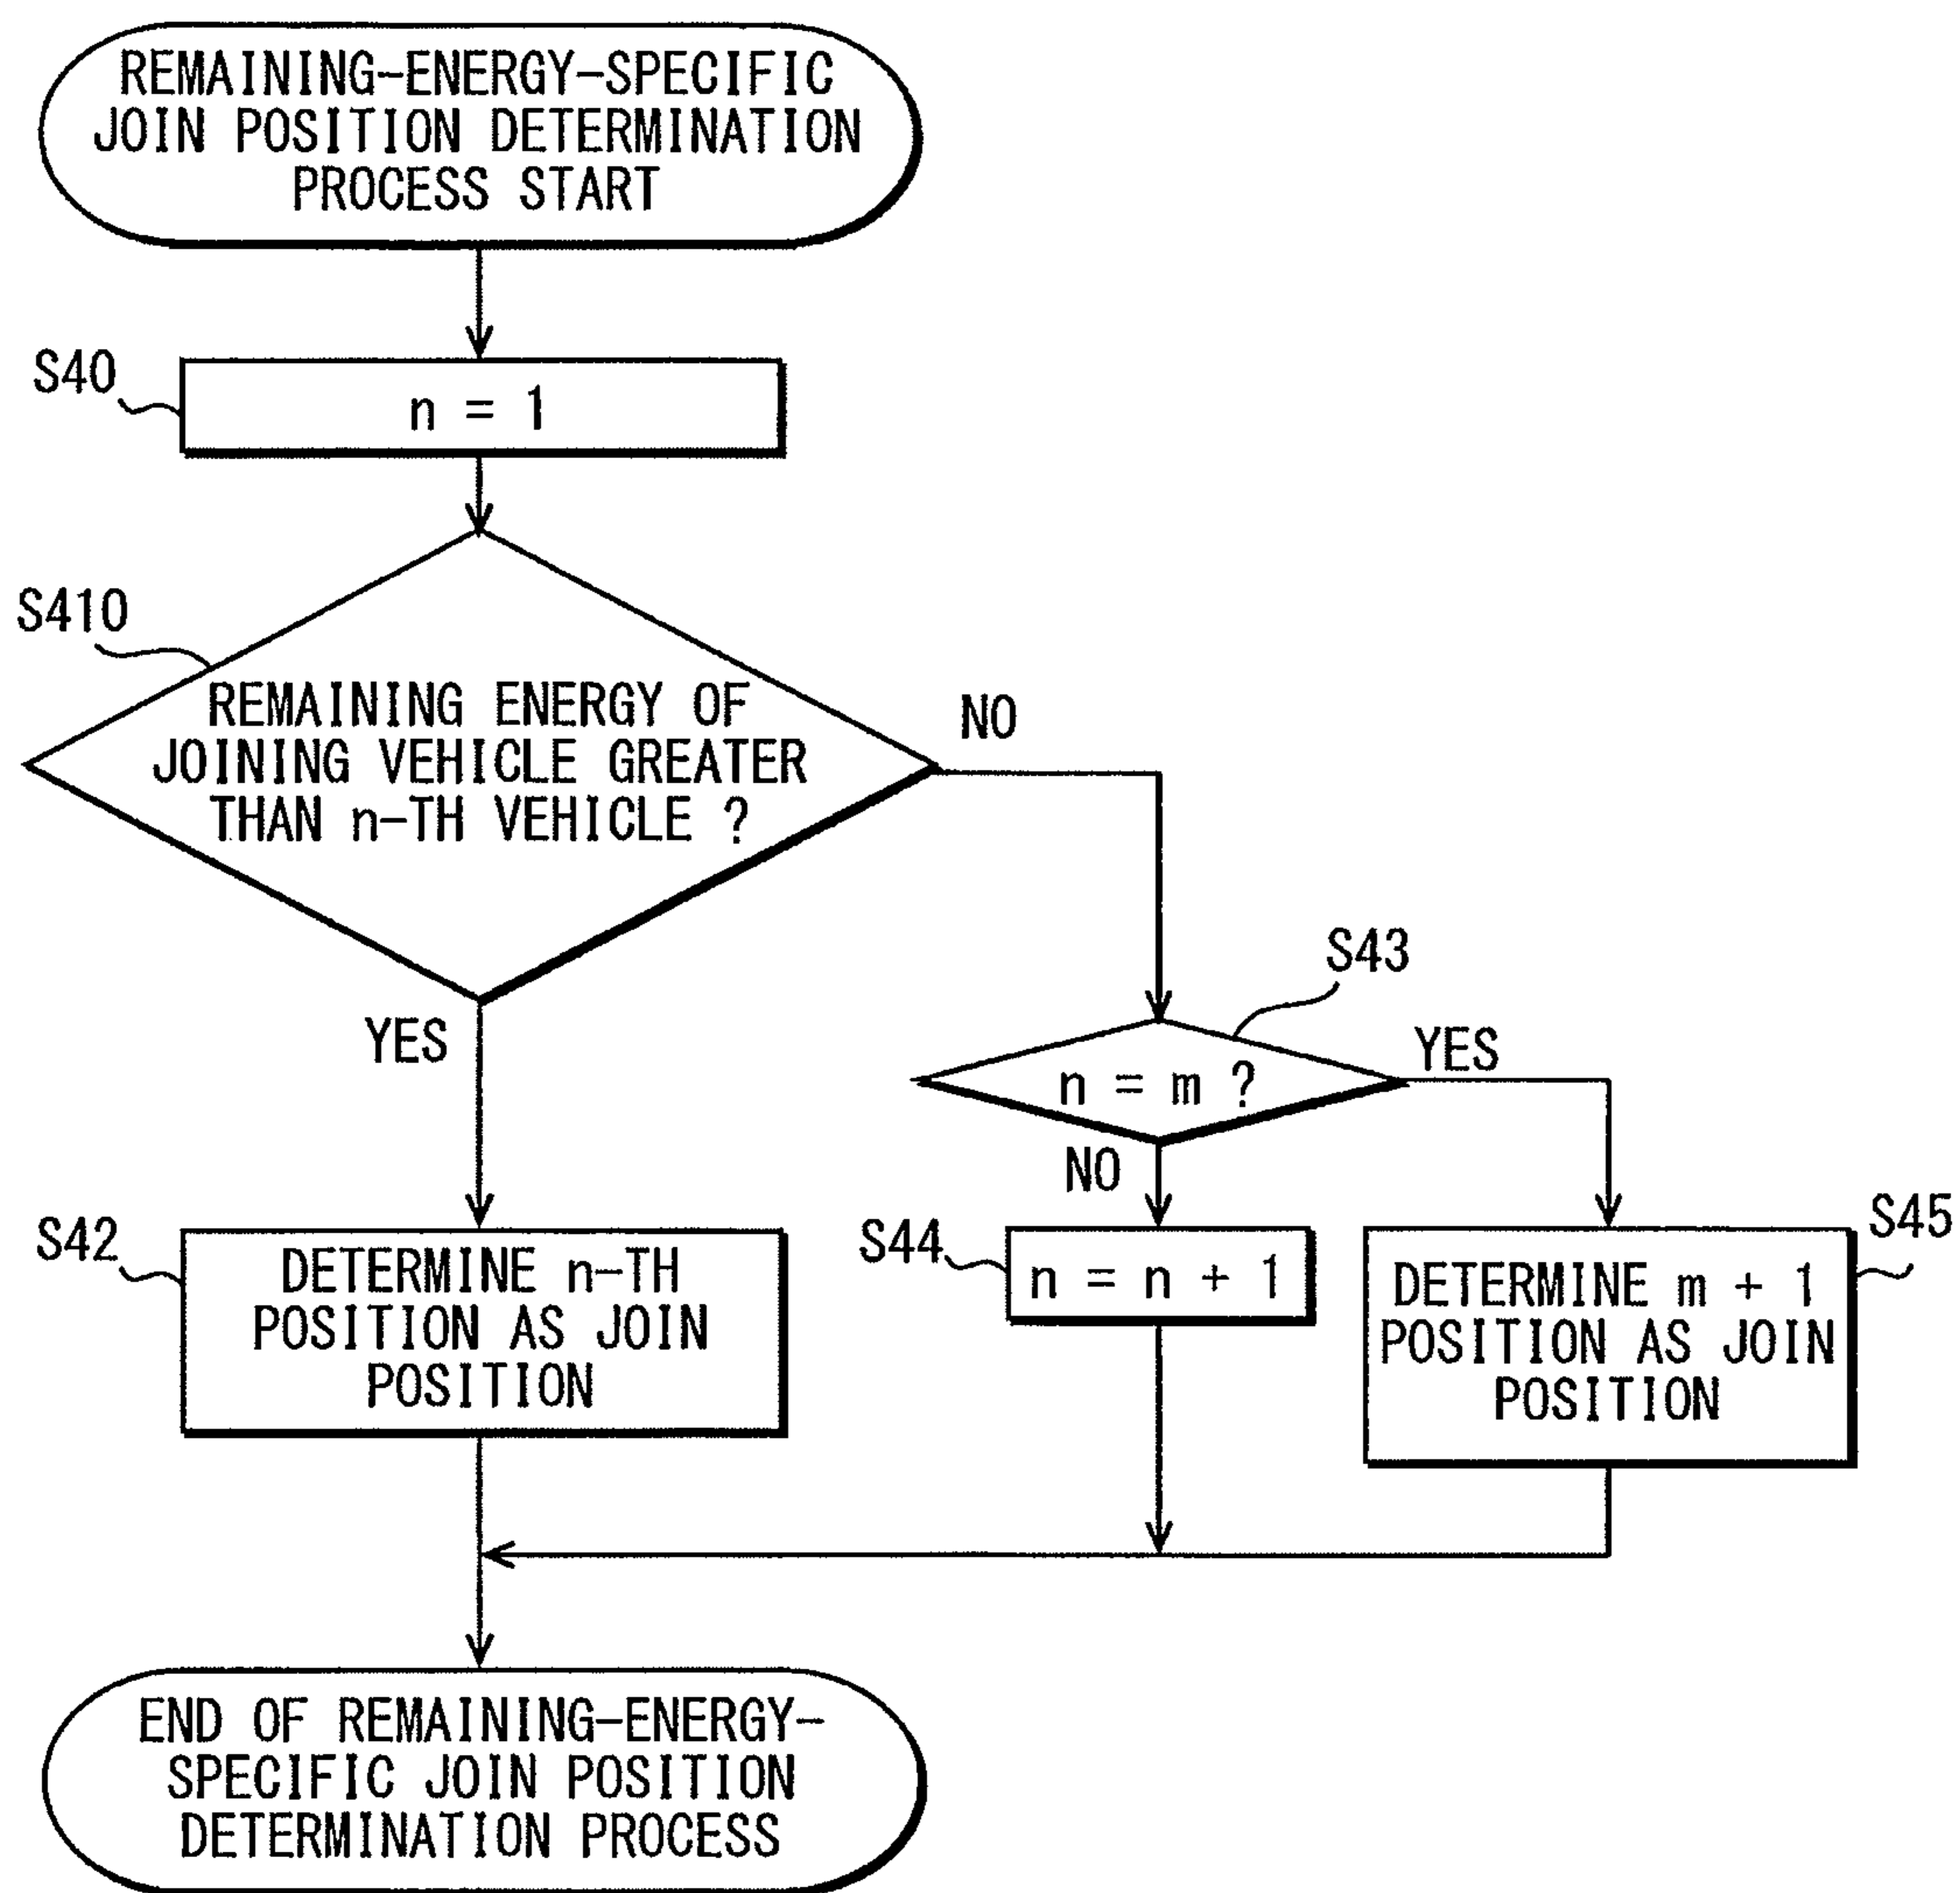 REMAINING-ENERGY-SPECIFIC
JOIN POSITION DETERMINATION
PROCESS START
S40
n = 1
S410
REMAINING ENERGY OF
JOINING VEHICLE GREATER
THAN n-TH VEHICLE ?
NO
YES
S43
n = m ?
YES
NO
S42
DETERMINE n-TH
POSITION AS JOIN
POSITION
S44
n = n + 1
S45
DETERMINE m + 1
POSITION AS JOIN
POSITION
END OF REMAINING-ENERGY-
SPECIFIC JOIN POSITION
DETERMINATION PROCESS